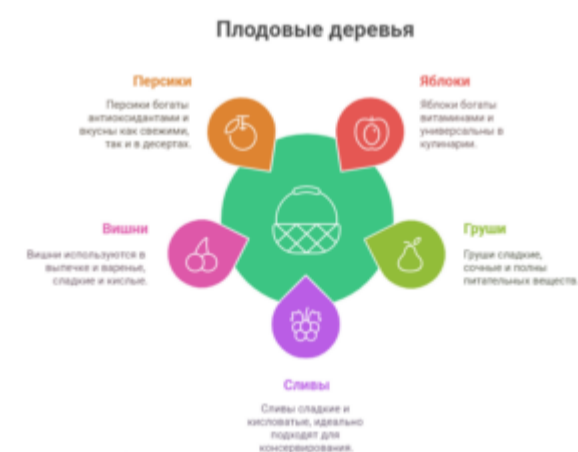 Плодовые деревья
Персики
Персики богаты
антиоксидантами и
вкусны как свежими,
так и в десертах.
Яблоки
Яблоки богаты
витаминами и
универсальны в
кулинарии.
Вишни
Вишни используются в
выпечке и варенье,
сладкие и кислые.
Груши
Груши сладкие,
сочные и полны
питательных веществ.
Сливы
Сливы сладкие и
кисловатые, идеально
подходят для
консервирования.